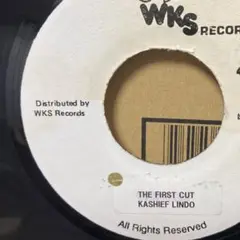 WKS RECOR
Distributed by
WKS Records
THE FIRST CUT
KASHIEF LINDO
All Rights Reserved